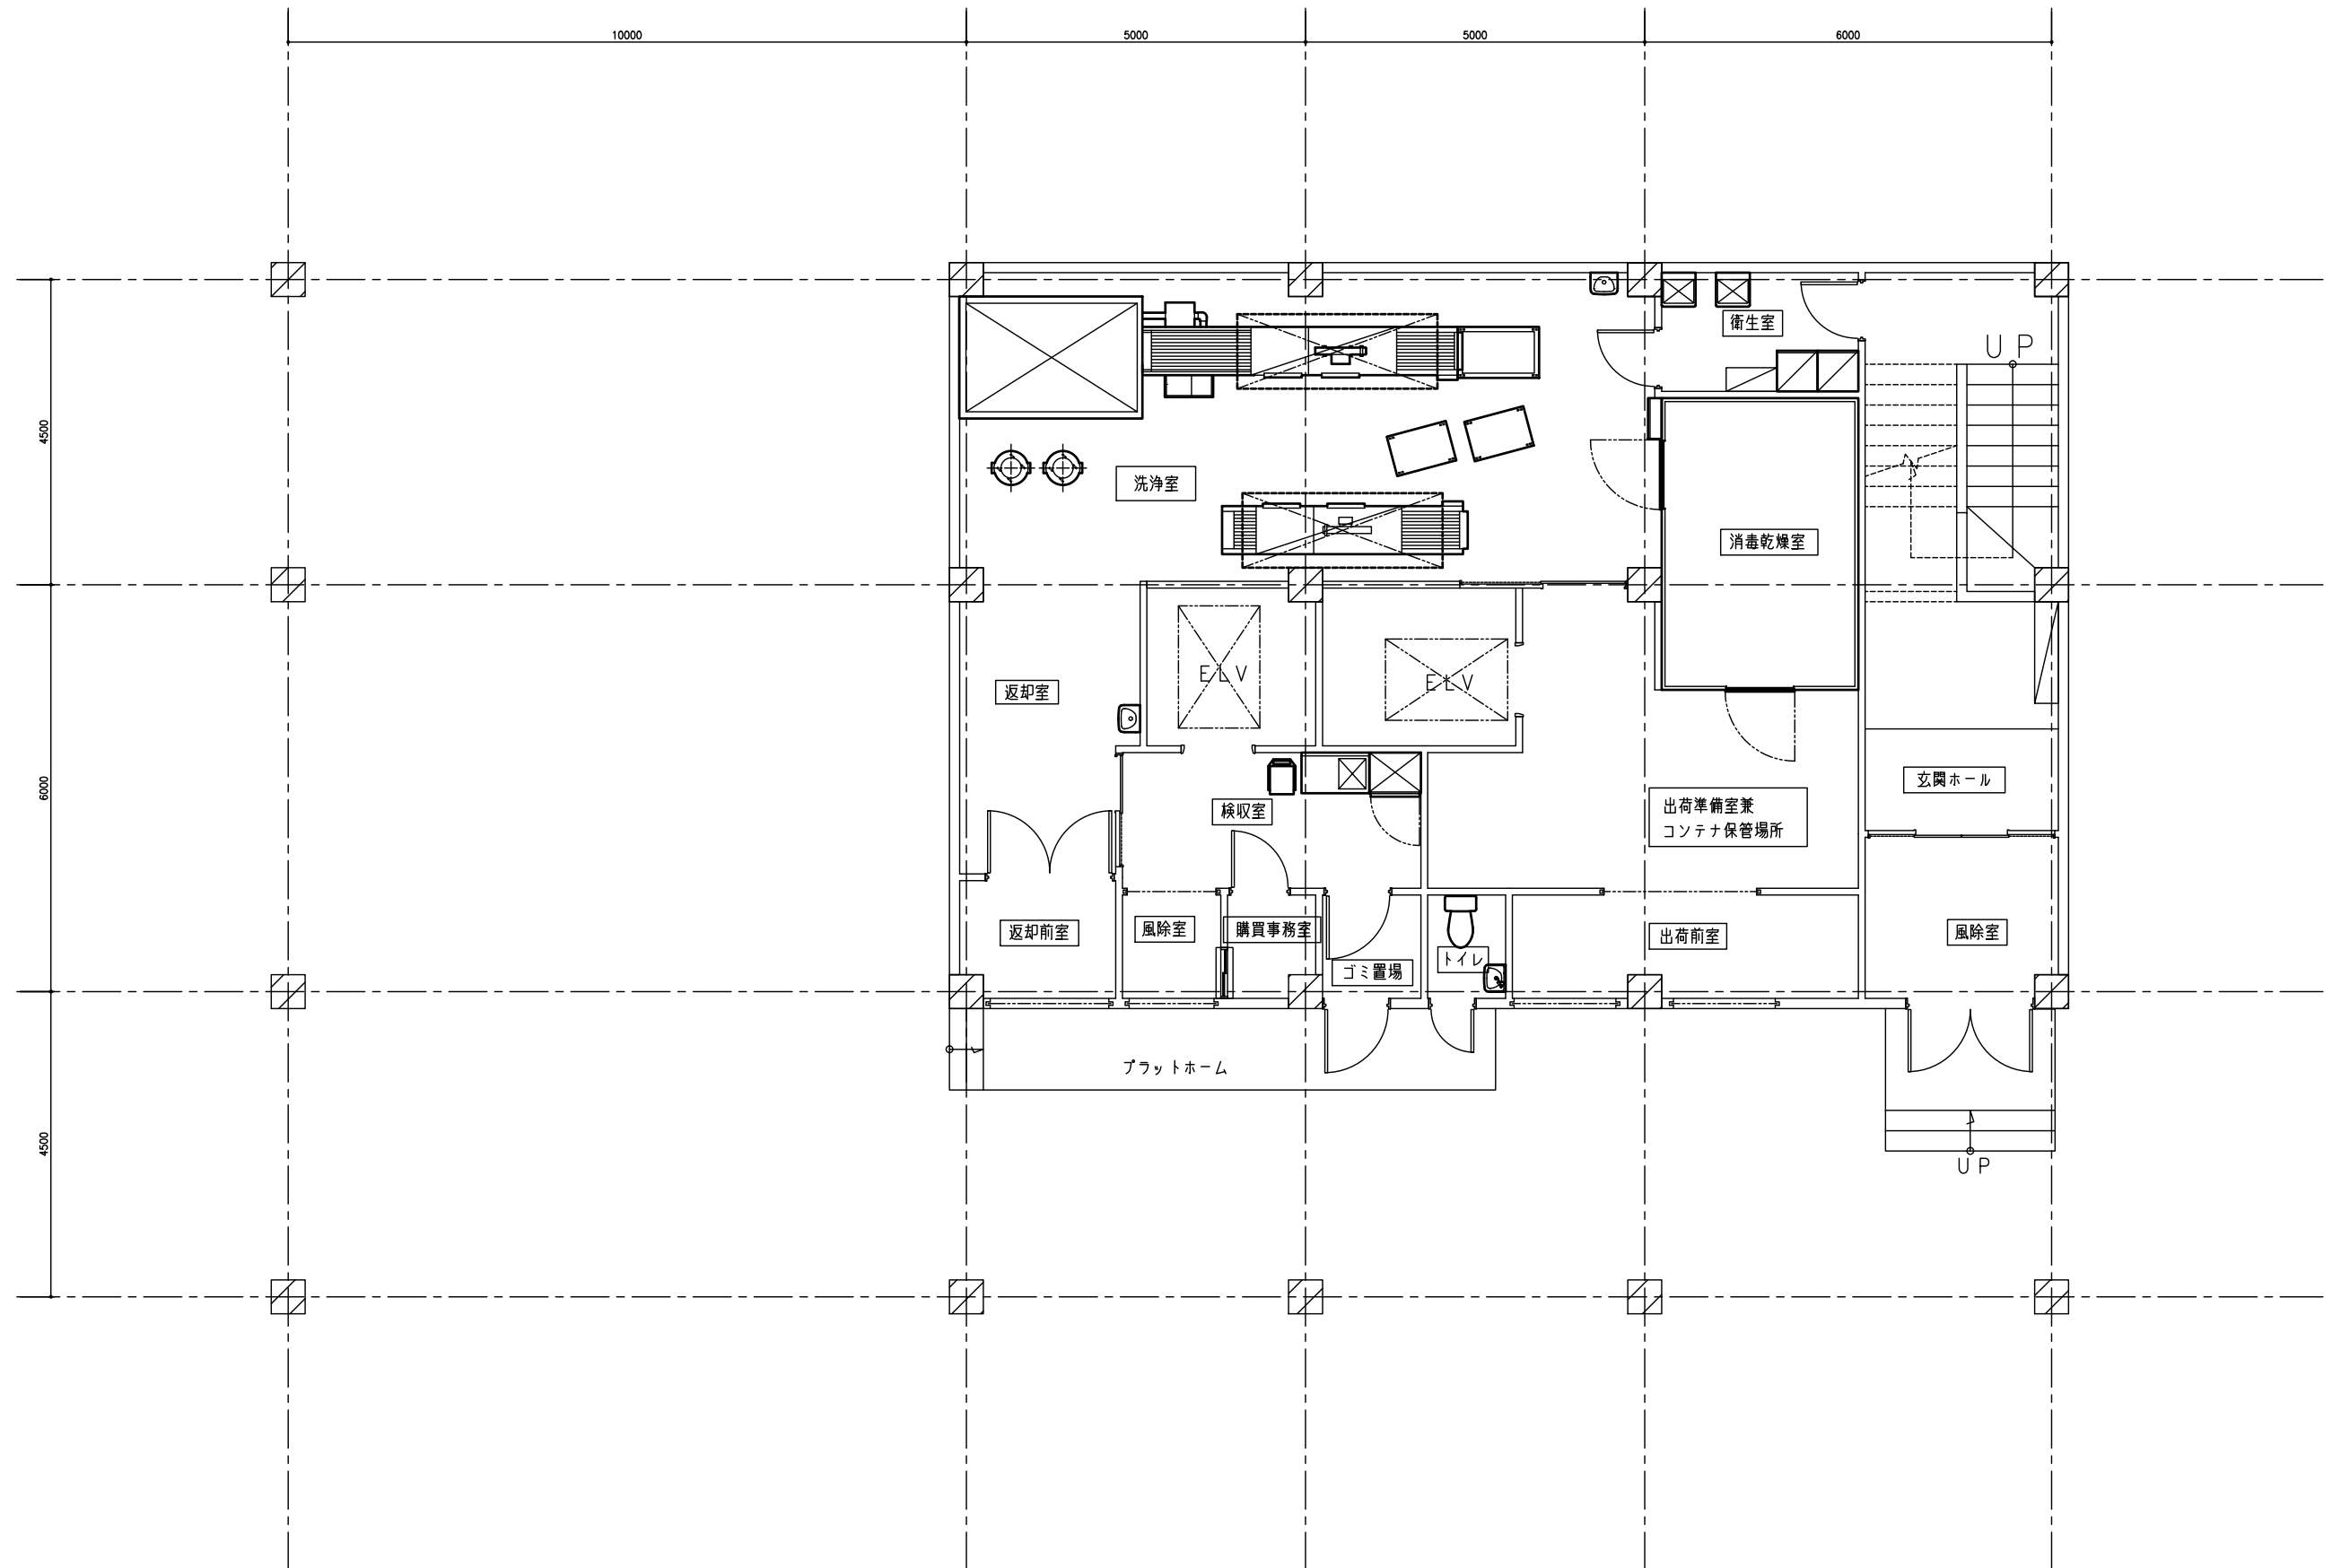 10000
5000
5000
6000
4500
6000
4500
衛生室
UP
洗浄室
消毒乾燥室
ELV
ELV
返却室
玄関ホール
検収室
出荷準備室兼
コンテナ保管場所
返却前室
風除室
購買事務室
ゴミ置場
トイレ
出荷前室
風除室
プラットホーム
UP